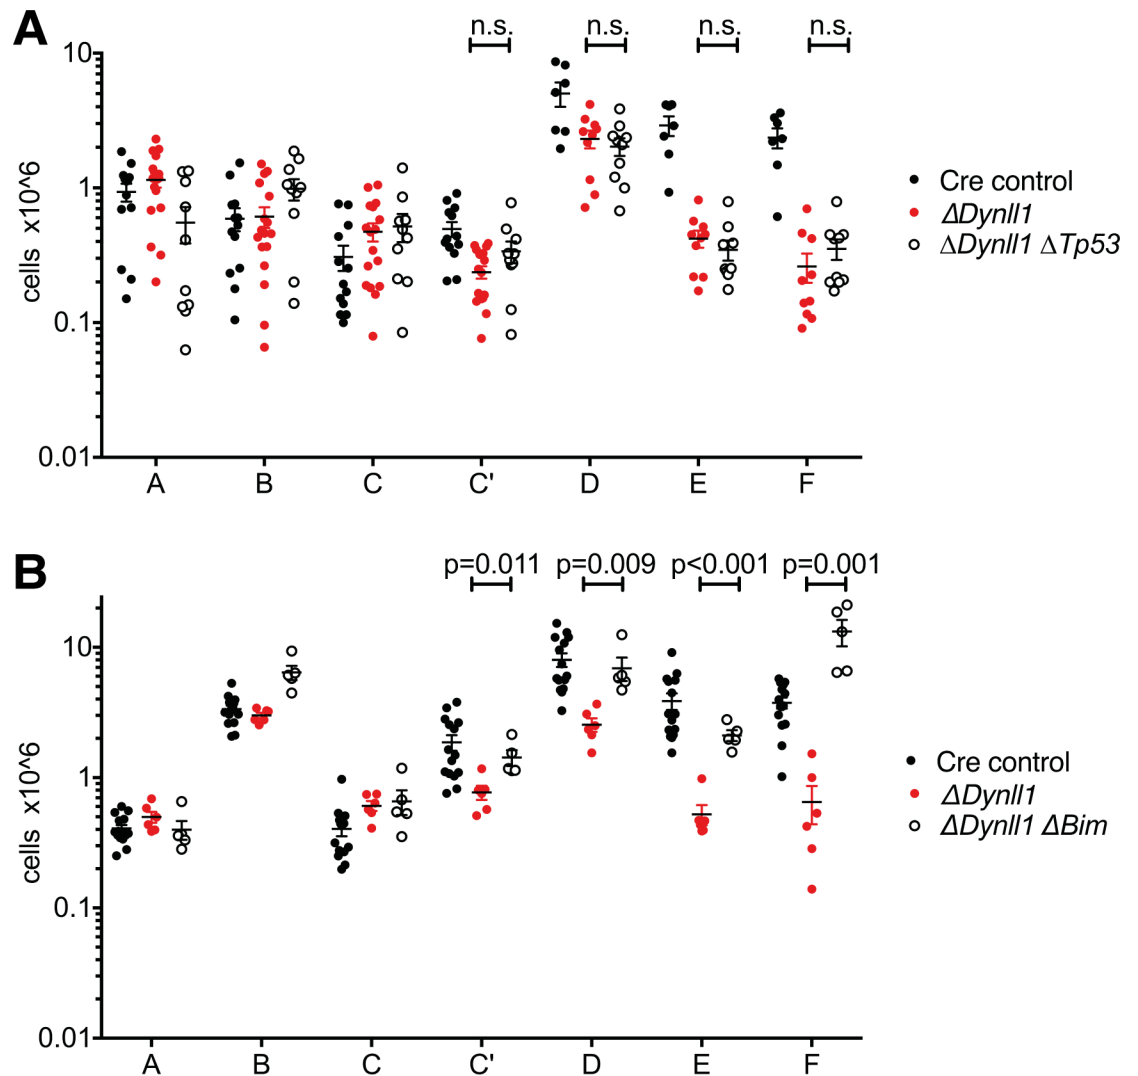 A
n.s. n.s. n.s. n.s.
10
1
0.1
0.01
cells x10^6
A B C C' D E F
Cre control
ΔDynll1
ΔDynll1 ΔTp53
B
p=0.011 p=0.009 p<0.001 p=0.001
10
1
0.1
0.01
cells x10^6
A B C C' D E F
Cre control
ΔDynll1
ΔDynll1 ΔBim